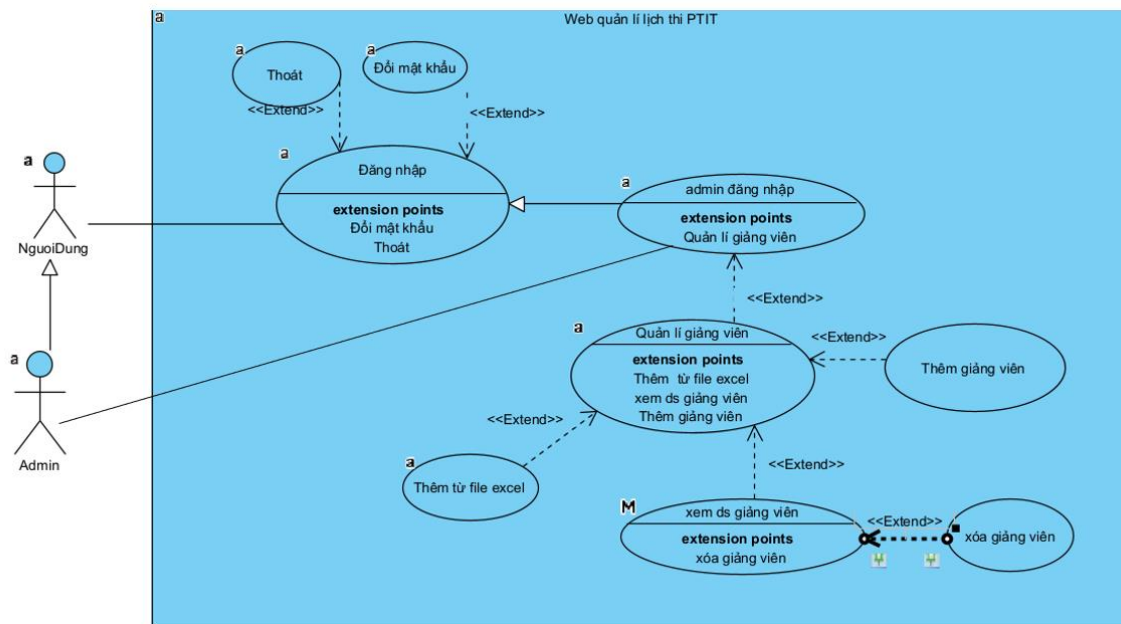 a
Web quản lí lịch thi PTIT
a
Thoát
a
Đổi mật khẩu
<<Extend>>
<<Extend>>
a
Đăng nhập
extension points
Đổi mật khẩu
Thoát
a
admin đăng nhập
extension points
Quản lí giảng viên
a
NguoiDung
<<Extend>>
a
Quản lí giảng viên
extension points
Thêm từ file excel
xem ds giảng viên
Thêm giảng viên
<<Extend>>
Thêm giảng viên
a
Admin
<<Extend>>
a
Thêm từ file excel
<<Extend>>
M
xem ds giảng viên
extension points
xóa giảng viên
<<Extend>>
xóa giảng viên